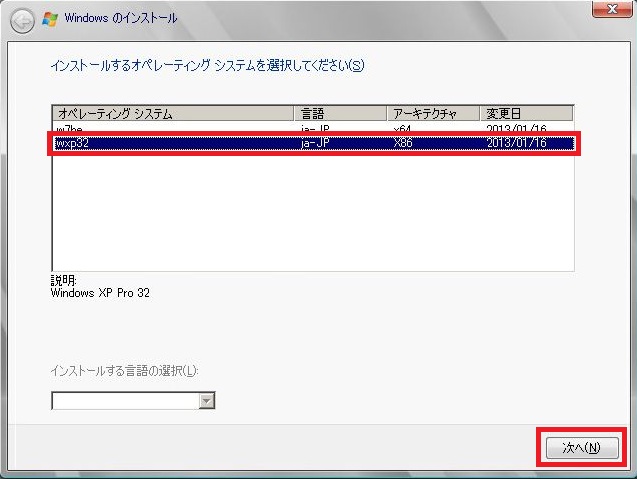 Windows のインストール
インストールするオペレーティング システムを選択してください(S)
オペレーティング システム 言語 アーキテクチャ 変更日
w7he ja-JP x64 2013/01/16
wxp32 ja-JP X86 2013/01/16
説明:
Windows XP Pro 32
インストールする言語の選択(L):
次へ(N)